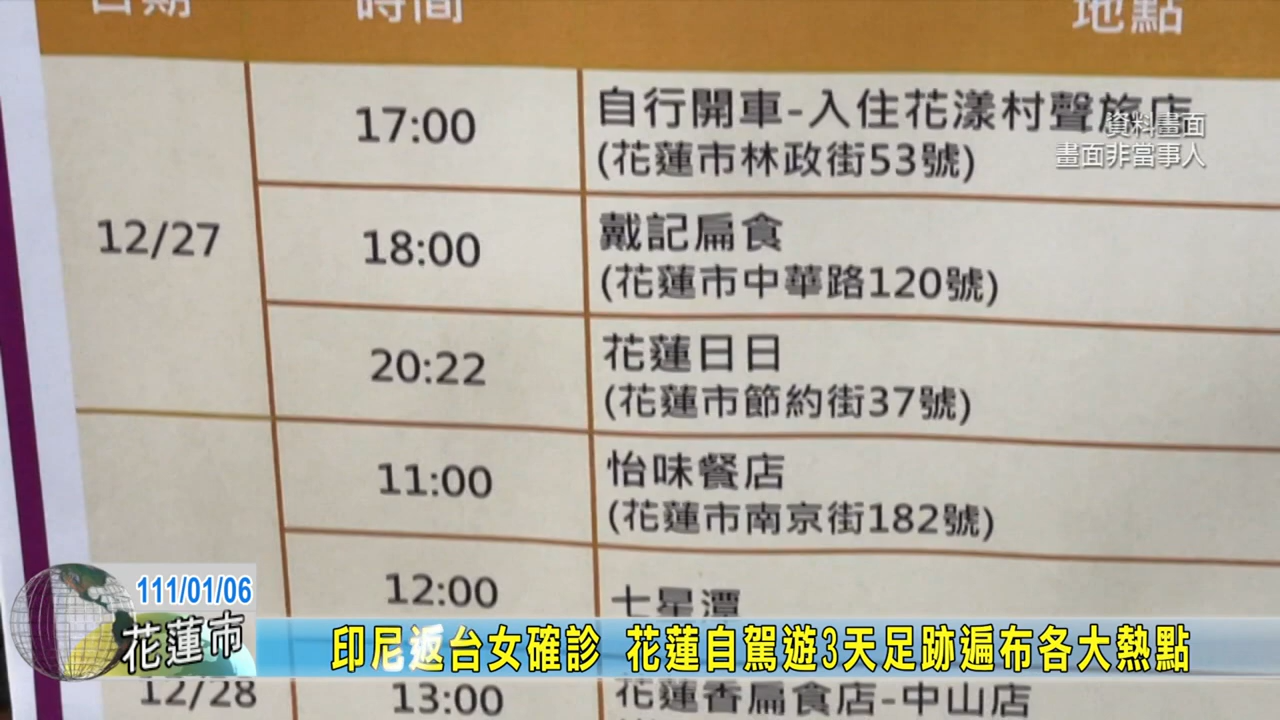 日期 時間 地點
17:00 自行開車-入住花漾村聲旅店
(花蓮市林政街53號)
資料畫面
畫面非當事人
12/27 18:00 戴記扁食
(花蓮市中華路120號)
20:22 花蓮日日
(花蓮市節約街37號)
11:00 怡味餐店
(花蓮市南京街182號)
12:00 七星潭
111/01/06
花蓮市
印尼返台女確診 花蓮自駕遊3天足跡遍布各大熱點
12/28 13:00 花蓮香扁食店-中山店